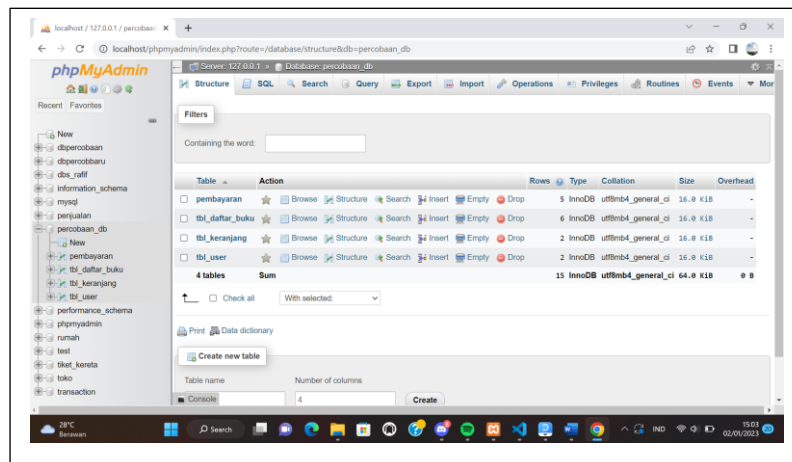 localhost / 127.0.0.1 / percobaan
localhost/phpmyadmin/index.php?route=/database/structure&db=percobaan_db
phpMyAdmin
Recent Favorites
New
dbpercobaan
dbpercobbaru
dbs_rafif
information_schema
mysql
penjualan
percobaan_db
New
pembayaran
tbl_daftar_buku
tbl_keranjang
tbl_user
performance_schema
phpmyadmin
rumah
test
tiket_kereta
toko
transaction
Server: 127.0.0.1 » Database: percobaan_db
Structure SQL Search Query Export Import Operations Privileges Routines Events Mor
Filters
Containing the word:
Table Action Rows Type Collation Size Overhead
pembayaran Browse Structure Search Insert Empty Drop 5 InnoDB utf8mb4_general_ci 16.0 KiB -
tbl_daftar_buku Browse Structure Search Insert Empty Drop 6 InnoDB utf8mb4_general_ci 16.0 KiB -
tbl_keranjang Browse Structure Search Insert Empty Drop 2 InnoDB utf8mb4_general_ci 16.0 KiB -
tbl_user Browse Structure Search Insert Empty Drop 2 InnoDB utf8mb4_general_ci 16.0 KiB -
4 tables Sum 15 InnoDB utf8mb4_general_ci 64.0 KiB 0 B
Check all With selected:
Print Data dictionary
Create new table
Table name Number of columns
Console 4 Create
28°C
Berawan
Search
IND
15:03
02/01/2023